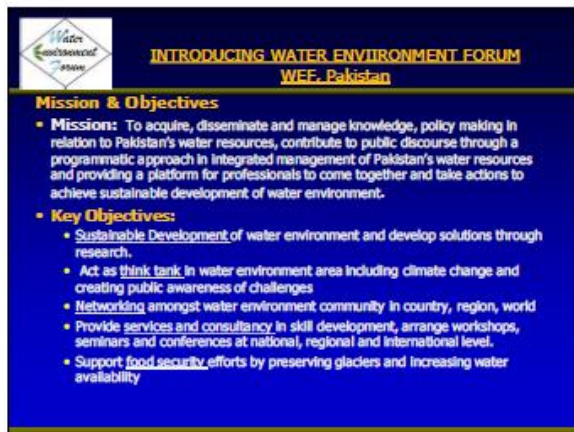 Water
Environment
Forum
INTRODUCING WATER ENVIIRONMENT FORUM
WEF, Pakistan
Mission & Objectives
• Mission: To acquire, disseminate and manage knowledge, policy making in
relation to Pakistan's water resources, contribute to public discourse through a
programmatic approach in integrated management of Pakistan's water resources
and providing a platform for professionals to come together and take actions to
achieve sustainable development of water environment.
• Key Objectives:
• Sustainable Development of water environment and develop solutions through
research.
• Act as think tank in water environment area including climate change and
creating public awareness of challenges
• Networking amongst water environment community in country, region, world
• Provide services and consultancy in skill development, arrange workshops,
seminars and conferences at national, regional and international level.
• Support food security efforts by preserving glaciers and increasing water
availability